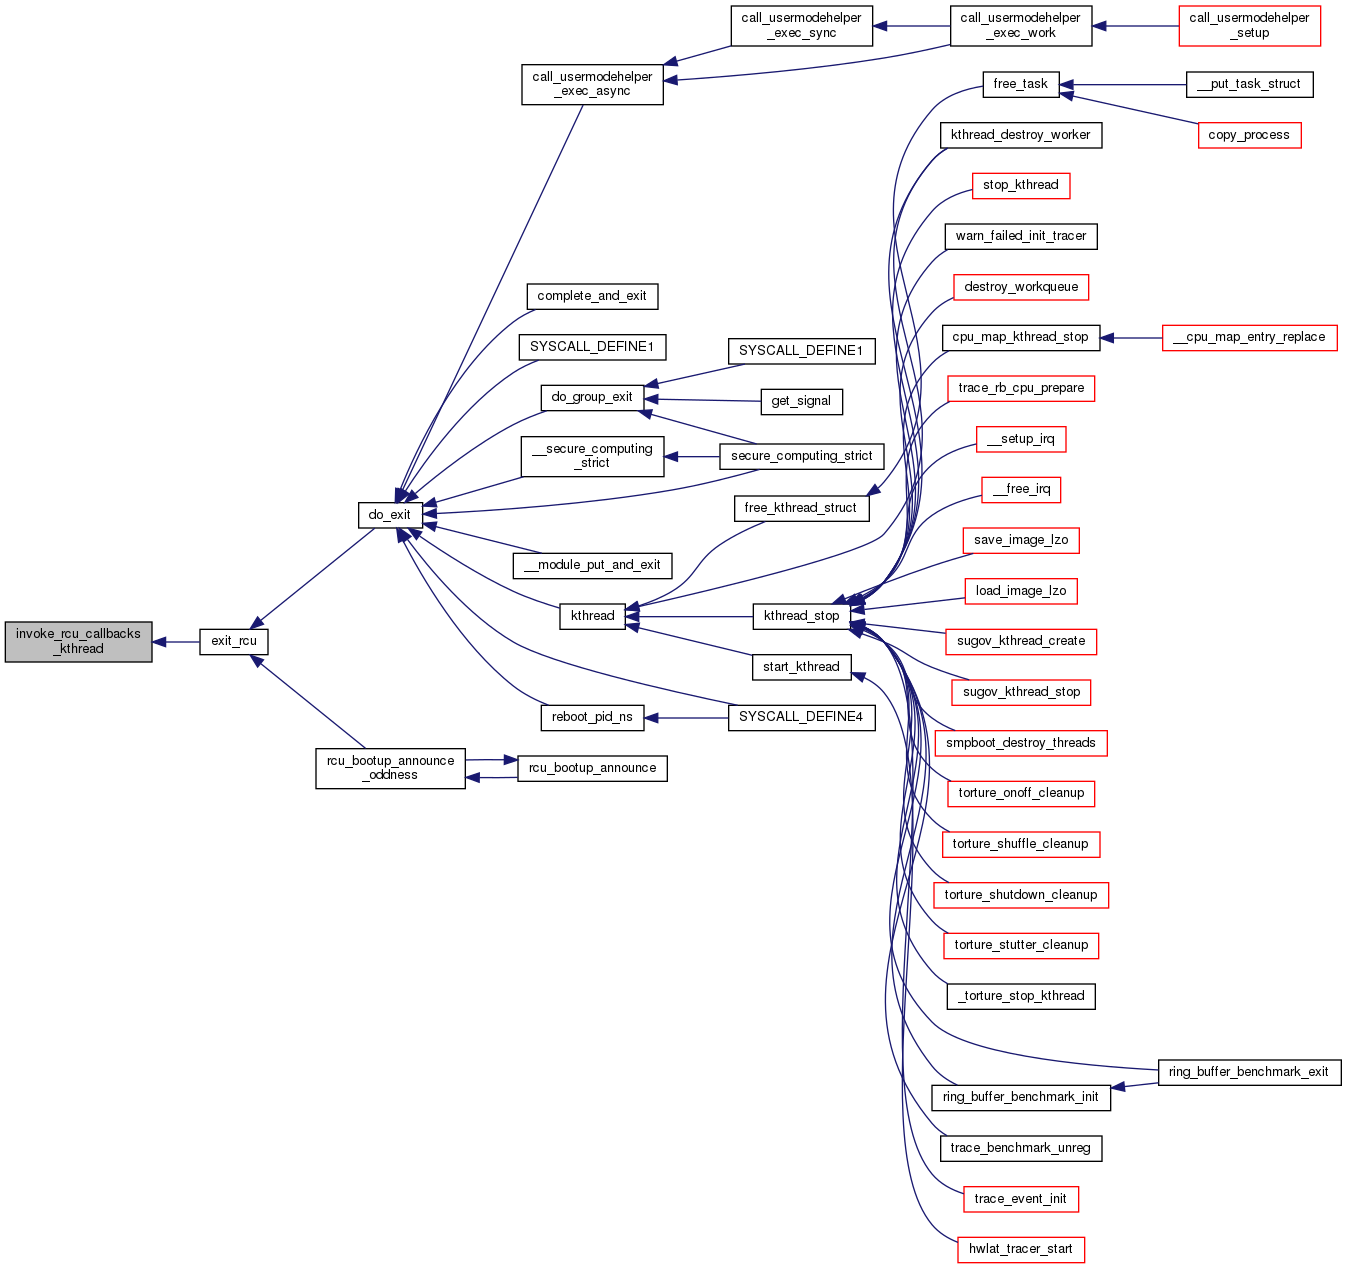 call_usermodehelper
_exec_sync
call_usermodehelper
_exec_work
call_usermodehelper
_setup
call_usermodehelper
_exec_async
free_task
__put_task_struct
kthread_destroy_worker
copy_process
stop_kthread
warn_failed_init_tracer
complete_and_exit
destroy_workqueue
SYSCALL_DEFINE1
SYSCALL_DEFINE1
cpu_map_kthread_stop
__cpu_map_entry_replace
do_group_exit
get_signal
trace_rb_cpu_prepare
__secure_computing
_strict
secure_computing_strict
__setup_irq
do_exit
free_kthread_struct
__free_irq
save_image_lzo
__module_put_and_exit
load_image_lzo
kthread
kthread_stop
invoke_rcu_callbacks
_kthread
exit_rcu
sugov_kthread_create
start_kthread
sugov_kthread_stop
reboot_pid_ns
SYSCALL_DEFINE4
smpboot_destroy_threads
rcu_bootup_announce
_oddness
rcu_bootup_announce
torture_onoff_cleanup
torture_shuffle_cleanup
torture_shutdown_cleanup
torture_stutter_cleanup
_torture_stop_kthread
ring_buffer_benchmark_exit
ring_buffer_benchmark_init
trace_benchmark_unreg
trace_event_init
hwlat_tracer_start